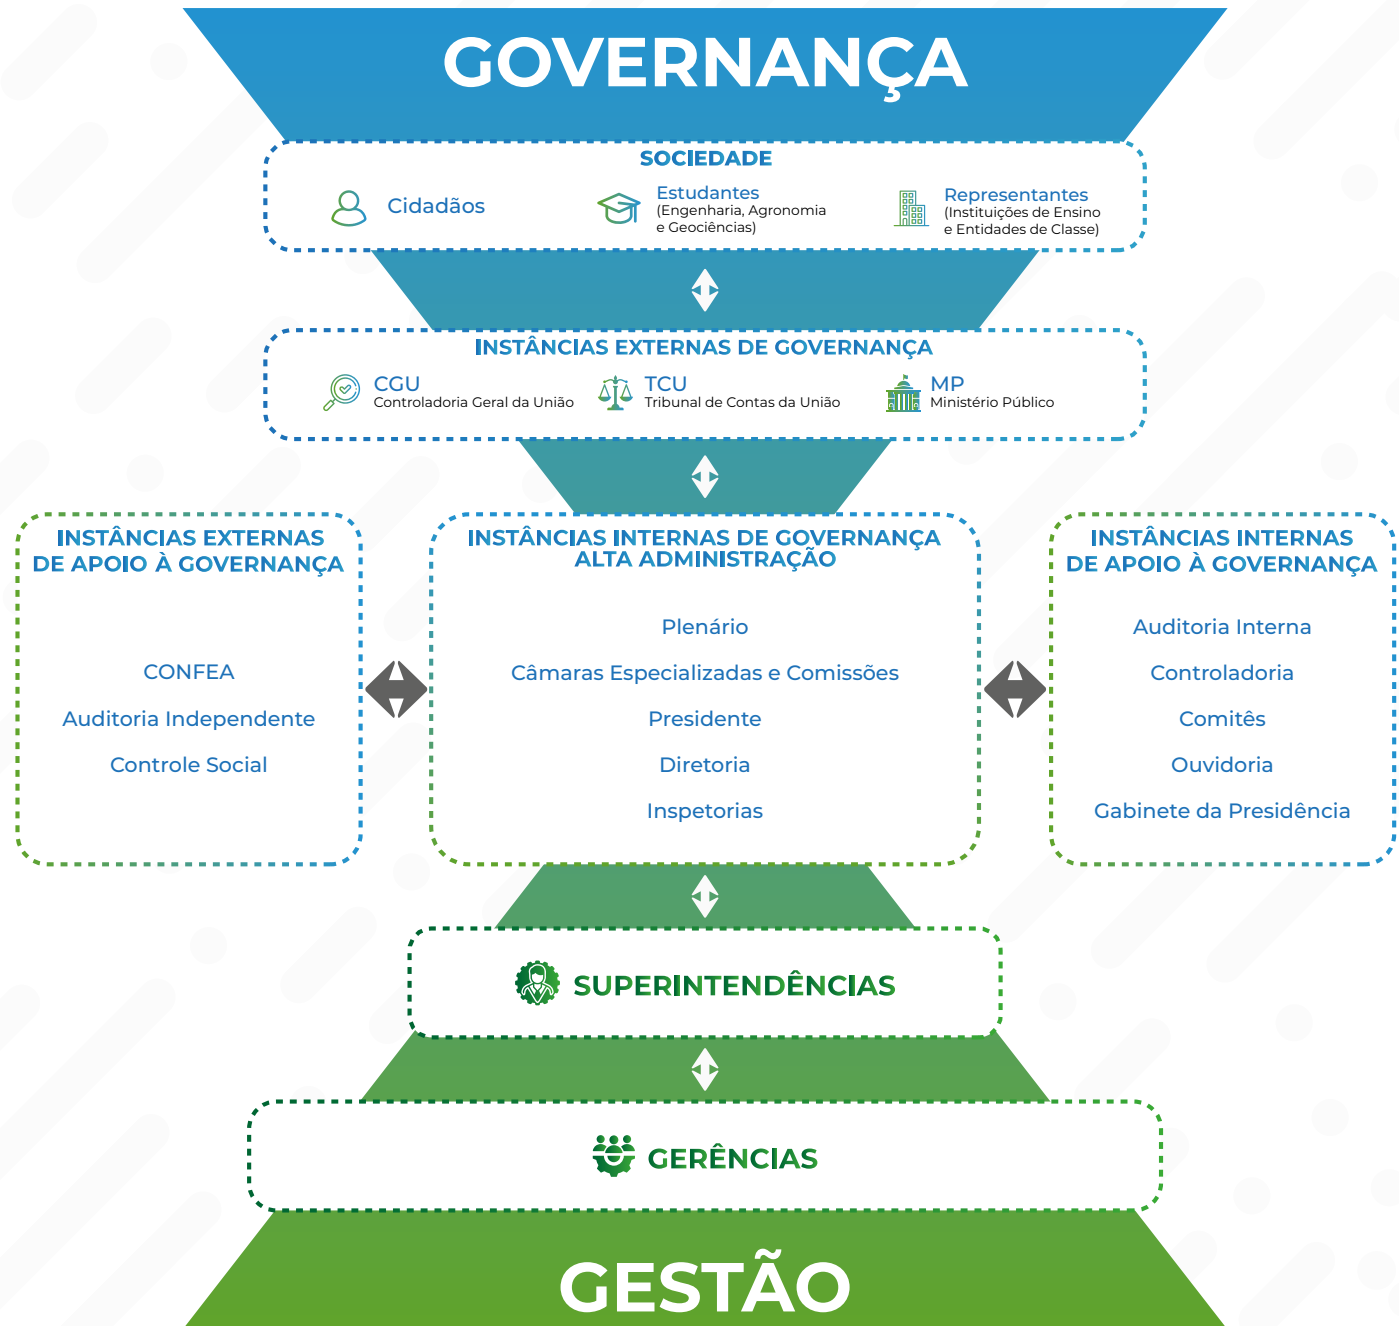 GOVERNANÇA
SOCIEDADE
Cidadãos
Estudantes
(Engenharia, Agronomia
e Geociências)
Representantes
(Instituições de Ensino
e Entidades de Classe)
INSTÂNCIAS EXTERNAS DE GOVERNANÇA
CGU
Controladoria Geral da União
TCU
Tribunal de Contas da União
MP
Ministério Público
INSTÂNCIAS EXTERNAS
DE APOIO À GOVERNANÇA
CONFEA
Auditoria Independente
Controle Social
INSTÂNCIAS INTERNAS DE GOVERNANÇA
ALTA ADMINISTRAÇÃO
Plenário
Câmaras Especializadas e Comissões
Presidente
Diretoria
Inspetorias
INSTÂNCIAS INTERNAS
DE APOIO À GOVERNANÇA
Auditoria Interna
Controladoria
Comitês
Ouvidoria
Gabinete da Presidência
SUPERINTENDÊNCIAS
GERÊNCIAS
GESTÃO